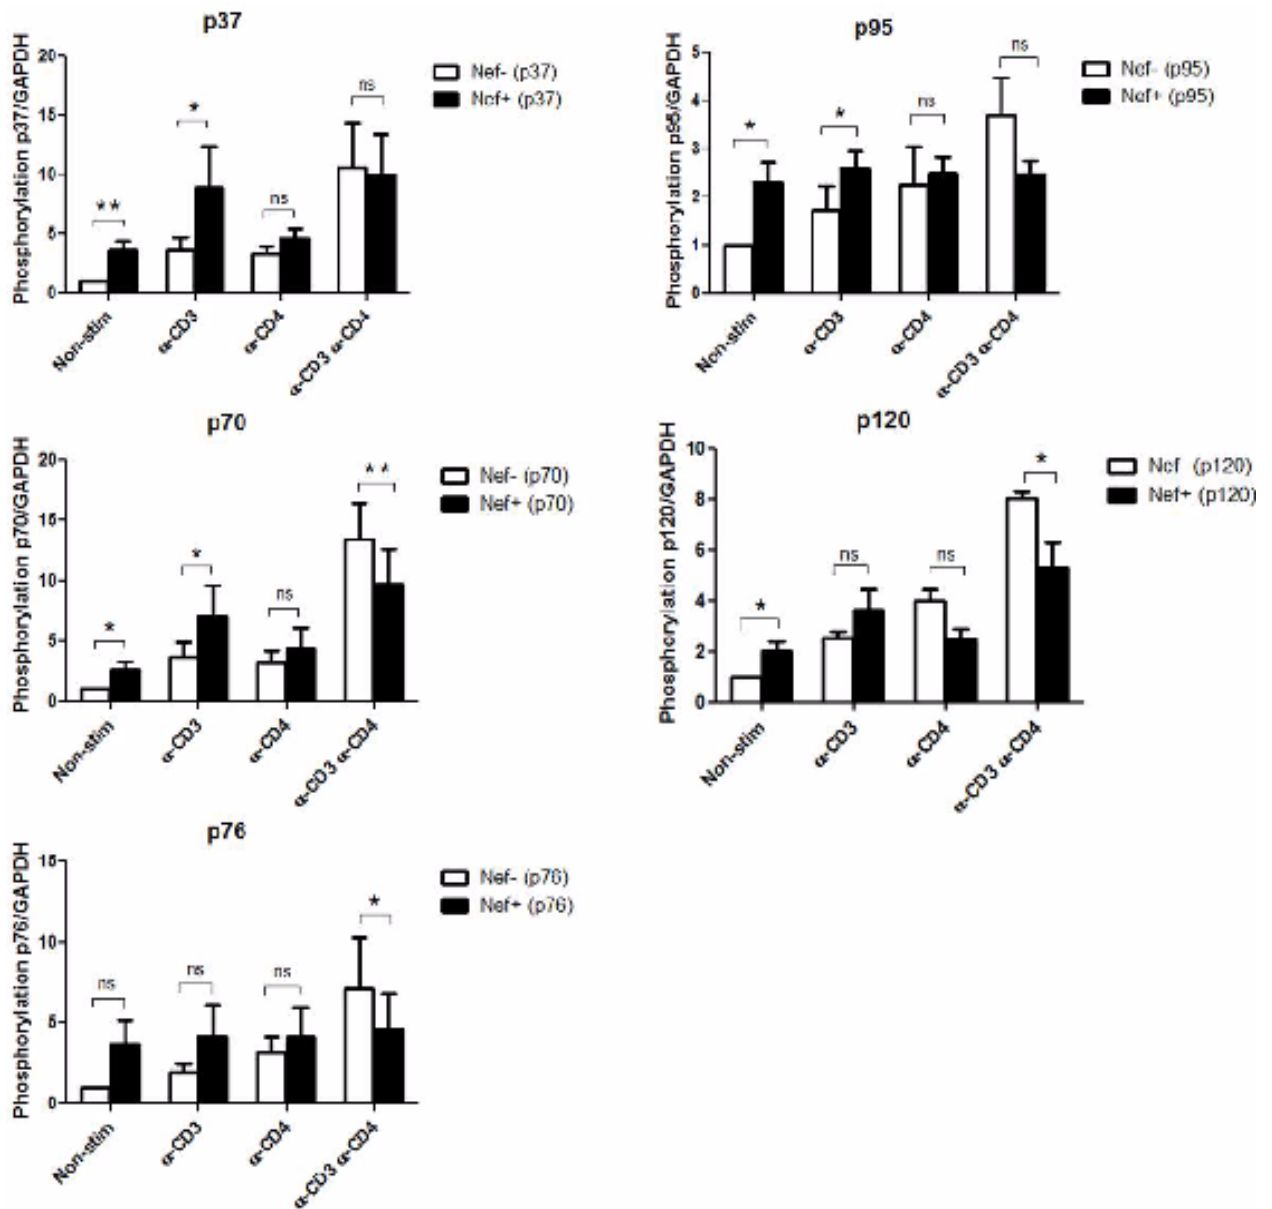 p37
Phosphorylation p37/GAPDH
20
15
10
5
0
**
*
ns
ns
Non-stim
α-CD3
α-CD4
α-CD3 α-CD4
Nef- (p37)
Nef+ (p37)
p95
Phosphorylation p95/GAPDH
5
4
3
2
1
0
*
*
ns
ns
Non-stim
α-CD3
α-CD4
α-CD3 α-CD4
Nef- (p95)
Nef+ (p95)
p70
Phosphorylation p70/GAPDH
20
15
10
5
0
*
*
ns
**
Non-stim
α-CD3
α-CD4
α-CD3 α-CD4
Nef- (p70)
Nef+ (p70)
p120
Phosphorylation p120/GAPDH
10
8
6
4
2
0
*
ns
ns
*
Non-stim
α-CD3
α-CD4
α-CD3 α-CD4
Nef (p120)
Nef+ (p120)
p76
Phosphorylation p76/GAPDH
15
10
5
0
ns
ns
ns
*
Non-stim
α-CD3
α-CD4
α-CD3 α-CD4
Nef- (p76)
Nef+ (p76)